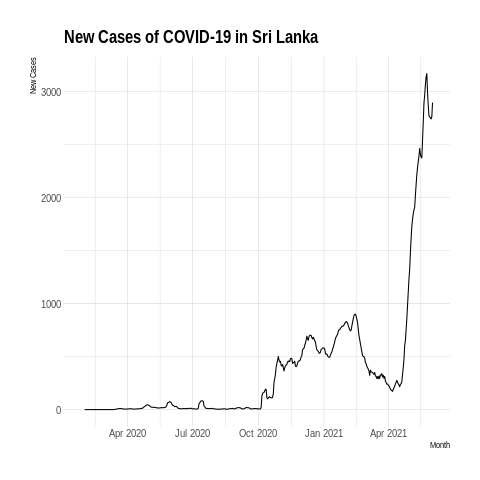 New Cases of COVID-19 in Sri Lanka
New Cases
3000
2000
1000
0
Apr 2020 Jul 2020 Oct 2020 Jan 2021 Apr 2021
Month